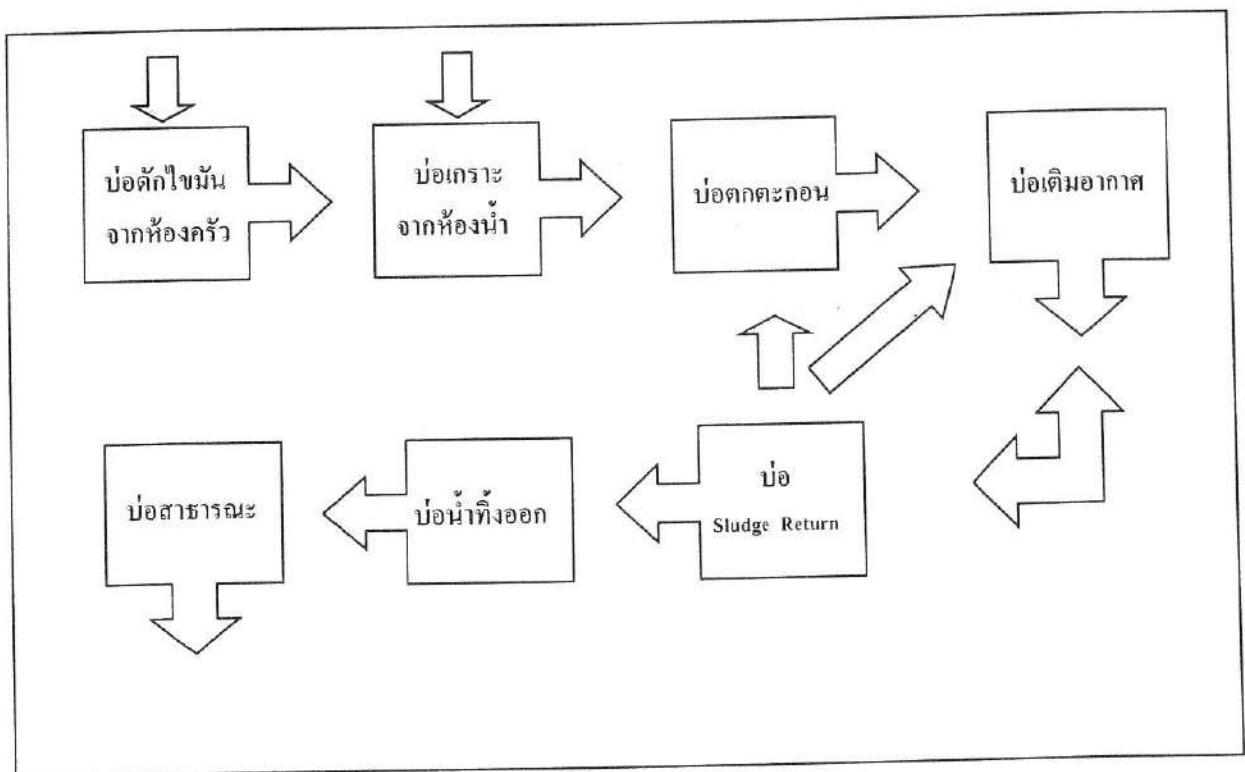 บ่อดักไขมัน
จากห้องครัว
บ่อเกราะ
จากห้องน้ำ
บ่อตกตะกอน
บ่อเติมอากาศ
บ่อสาธารณะ
บ่อน้ำทิ้งออก
บ่อ
Sludge Return